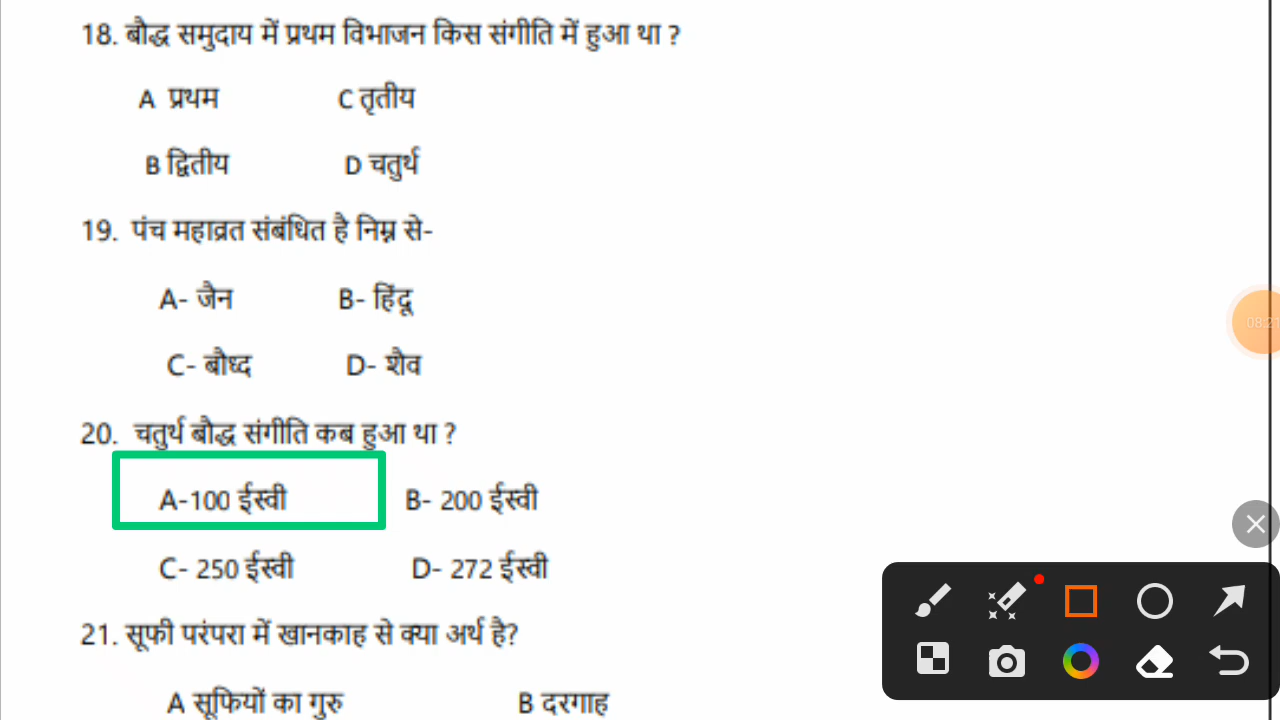 18. बौद्ध समुदाय में प्रथम विभाजन किस संगीति में हुआ था ?
A प्रथम C तृतीय
B द्वितीय D चतुर्थ
19. पंच महाव्रत संबंधित है निम्न से-
A- जैन B- हिंदू
C- बौध्द D- शैव
20. चतुर्थ बौद्ध संगीति कब हुआ था ?
A-100 ईस्वी B- 200 ईस्वी
C- 250 ईस्वी D- 272 ईस्वी
21. सूफी परंपरा में खानकाह से क्या अर्थ है?
A सूफियों का गुरु B दरगाह